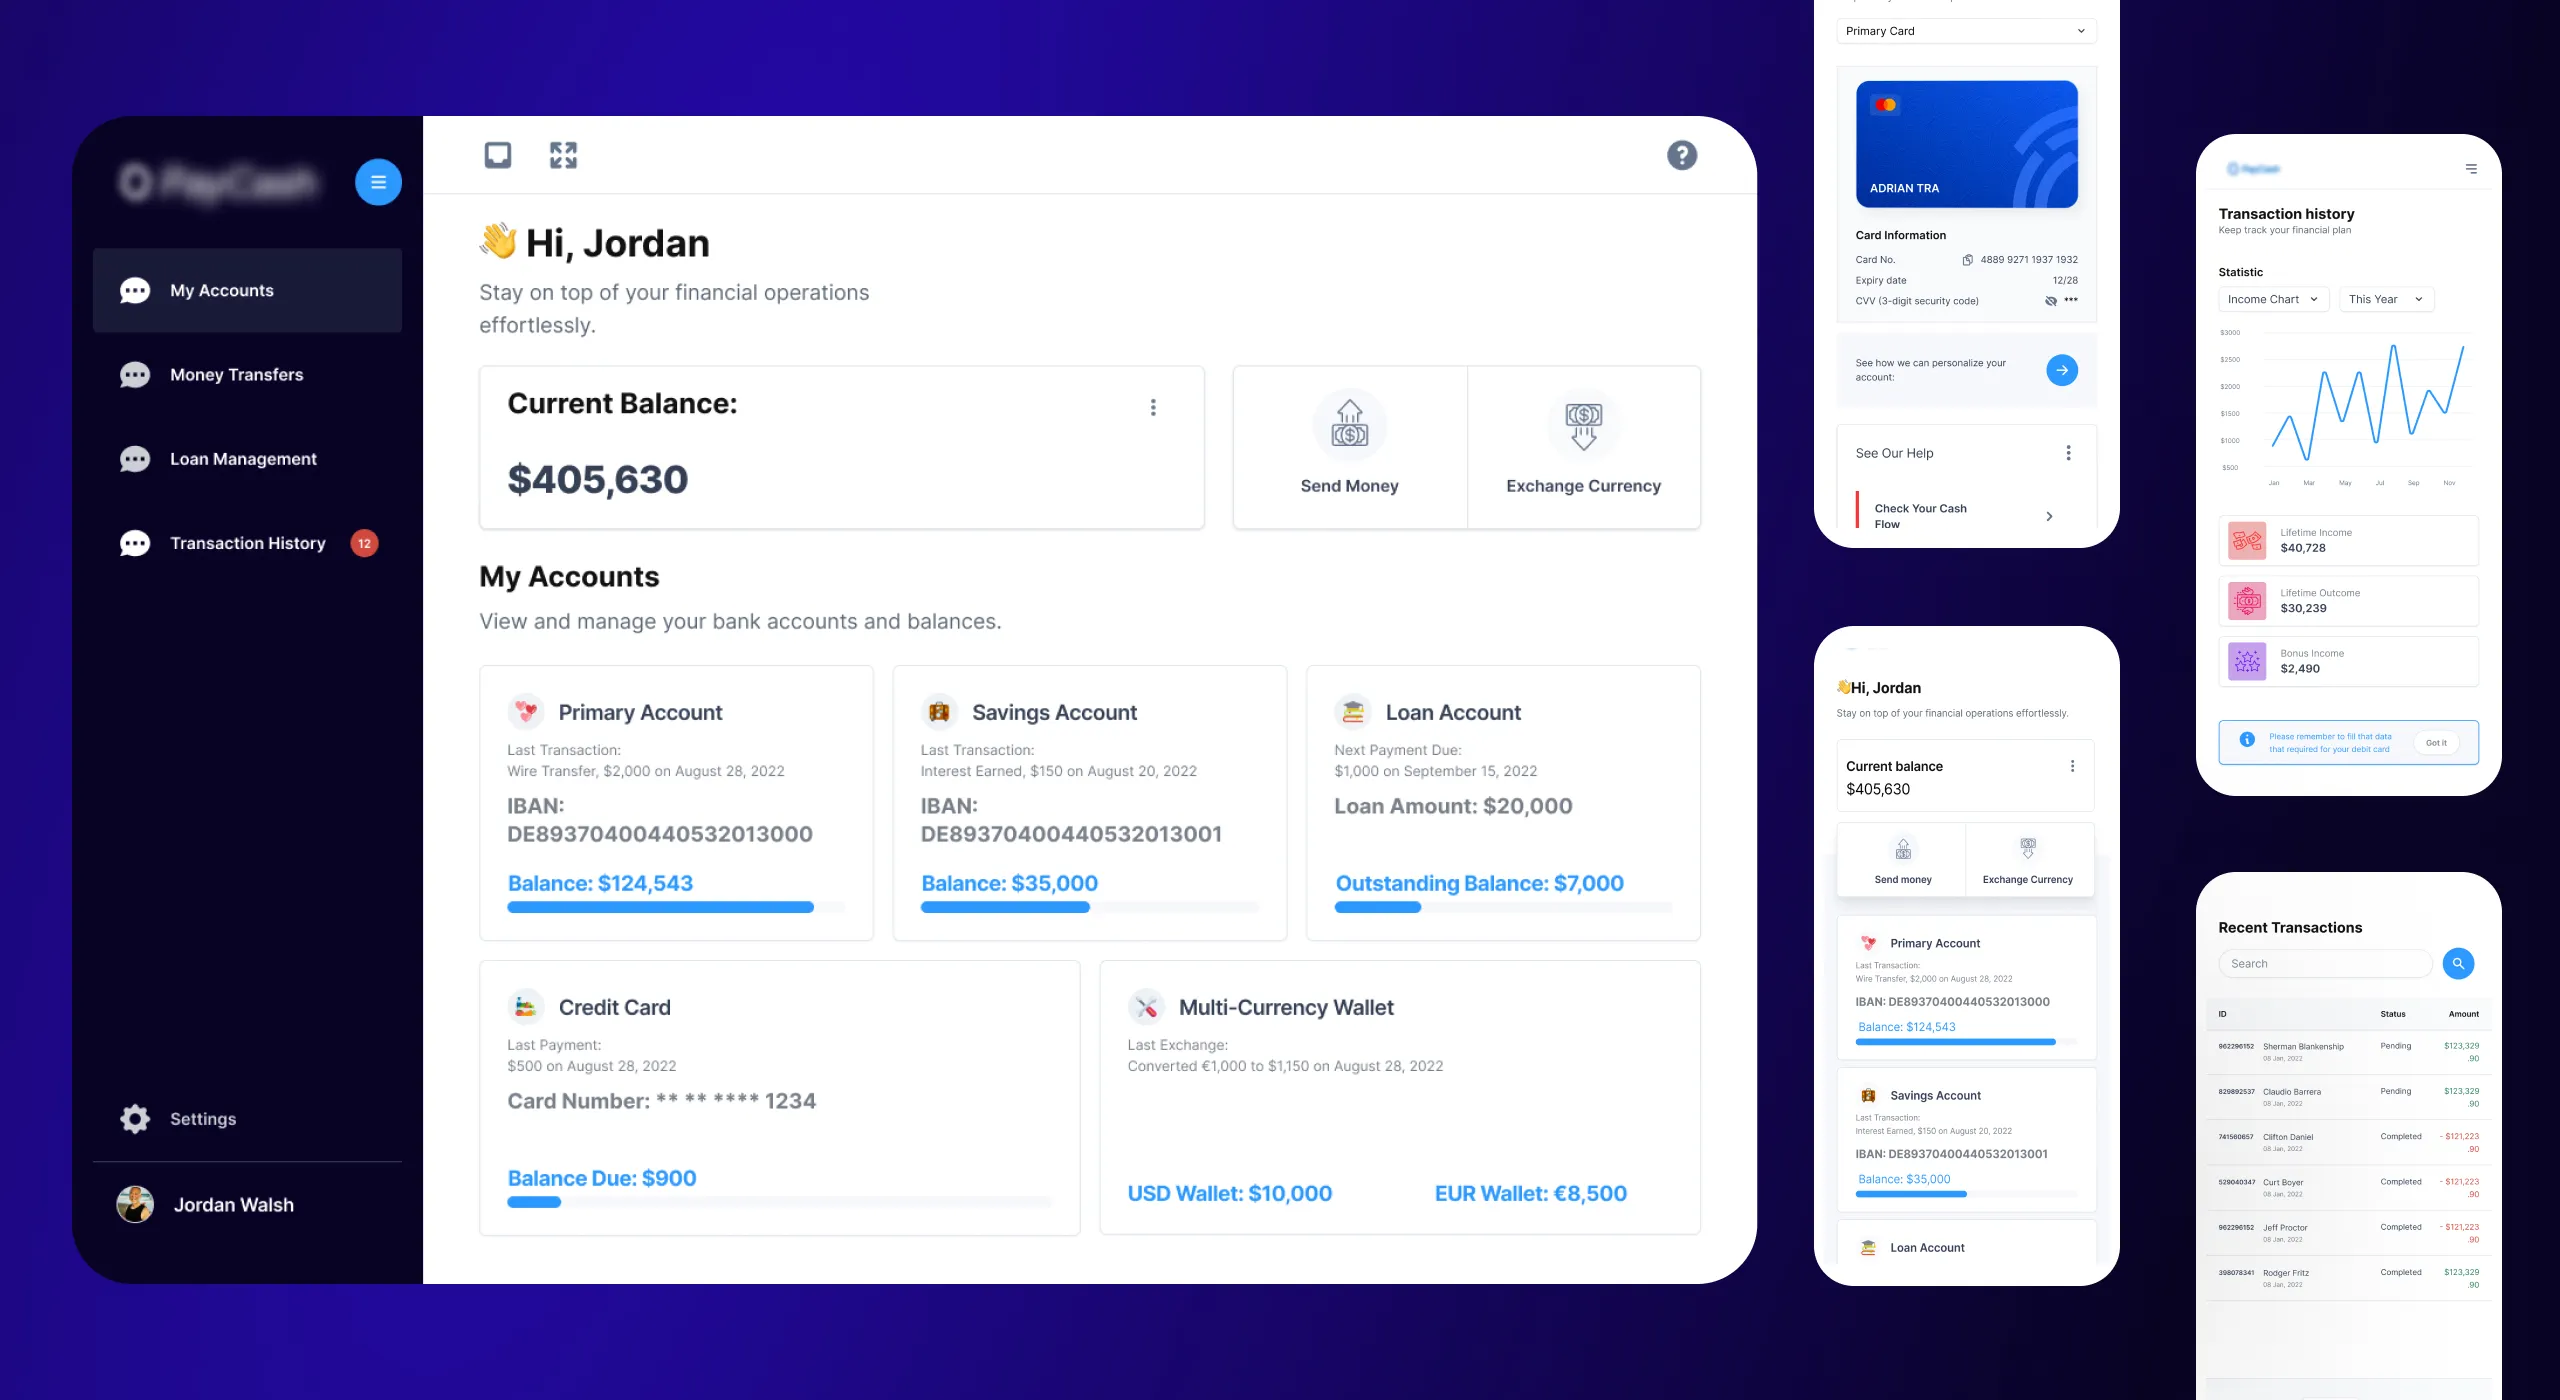 PayCash
My Accounts
Money Transfers
Loan Management
Transaction History 12
Settings
Jordan Walsh
Hi, Jordan
Stay on top of your financial operations
effortlessly.
Current Balance:
$405,630
Send Money
Exchange Currency
My Accounts
View and manage your bank accounts and balances.
Primary Account
Last Transaction:
Wire Transfer, $2,000 on August 28, 2022
IBAN:
DE89370400440532013000
Balance: $124,543
Savings Account
Last Transaction:
Interest Earned, $150 on August 20, 2022
IBAN:
DE89370400440532013001
Balance: $35,000
Loan Account
Next Payment Due:
$1,000 on September 15, 2022
Loan Amount: $20,000
Outstanding Balance: $7,000
Credit Card
Last Payment:
$500 on August 28, 2022
Card Number: ** ** **** 1234
Balance Due: $900
Multi-Currency Wallet
Last Exchange:
Converted €1,000 to $1,150 on August 28, 2022
USD Wallet: $10,000
EUR Wallet: €8,500
Primary Card
ADRIAN TRA
Card Information
Card No. 4889 9271 1937 1932
Expiry date 12/28
CVV (3-digit security code) ***
See how we can personalize your
account:
See Our Help
Check Your Cash
Flow
Hi, Jordan
Stay on top of your financial operations effortlessly.
Current balance
$405,630
Send money
Exchange Currency
Primary Account
Last Transaction:
Wire Transfer, $2,000 on August 28, 2022
IBAN: DE89370400440532013000
Balance: $124,543
Savings Account
Last Transaction:
Interest Earned, $150 on August 20, 2022
IBAN: DE89370400440532013001
Balance: $35,000
Loan Account
PayCash
Transaction history
Keep track your financial plan
Statistic
Income Chart This Year
$3000
$2500
$2000
$1500
$1000
$500
Jan Mar May Jul Sep Nov
Lifetime Income
$40,728
Lifetime Outcome
$30,239
Bonus Income
$2,490
Please remember to fill that data
that required for your debit card
Got it
Recent Transactions
Search
ID Status Amount
962296152 Sherman Blankenship Pending $123,329
08 Jan, 2022 .90
829892537 Claudio Barrera Pending $123,329
08 Jan, 2022 .90
741560657 Clifton Daniel Completed - $121,223
08 Jan, 2022 .90
529040347 Curt Boyer Completed - $121,223
08 Jan, 2022 .90
962296152 Jeff Proctor Completed - $121,223
08 Jan, 2022 .90
398078341 Rodger Fritz Completed $123,329
08 Jan, 2022 .90